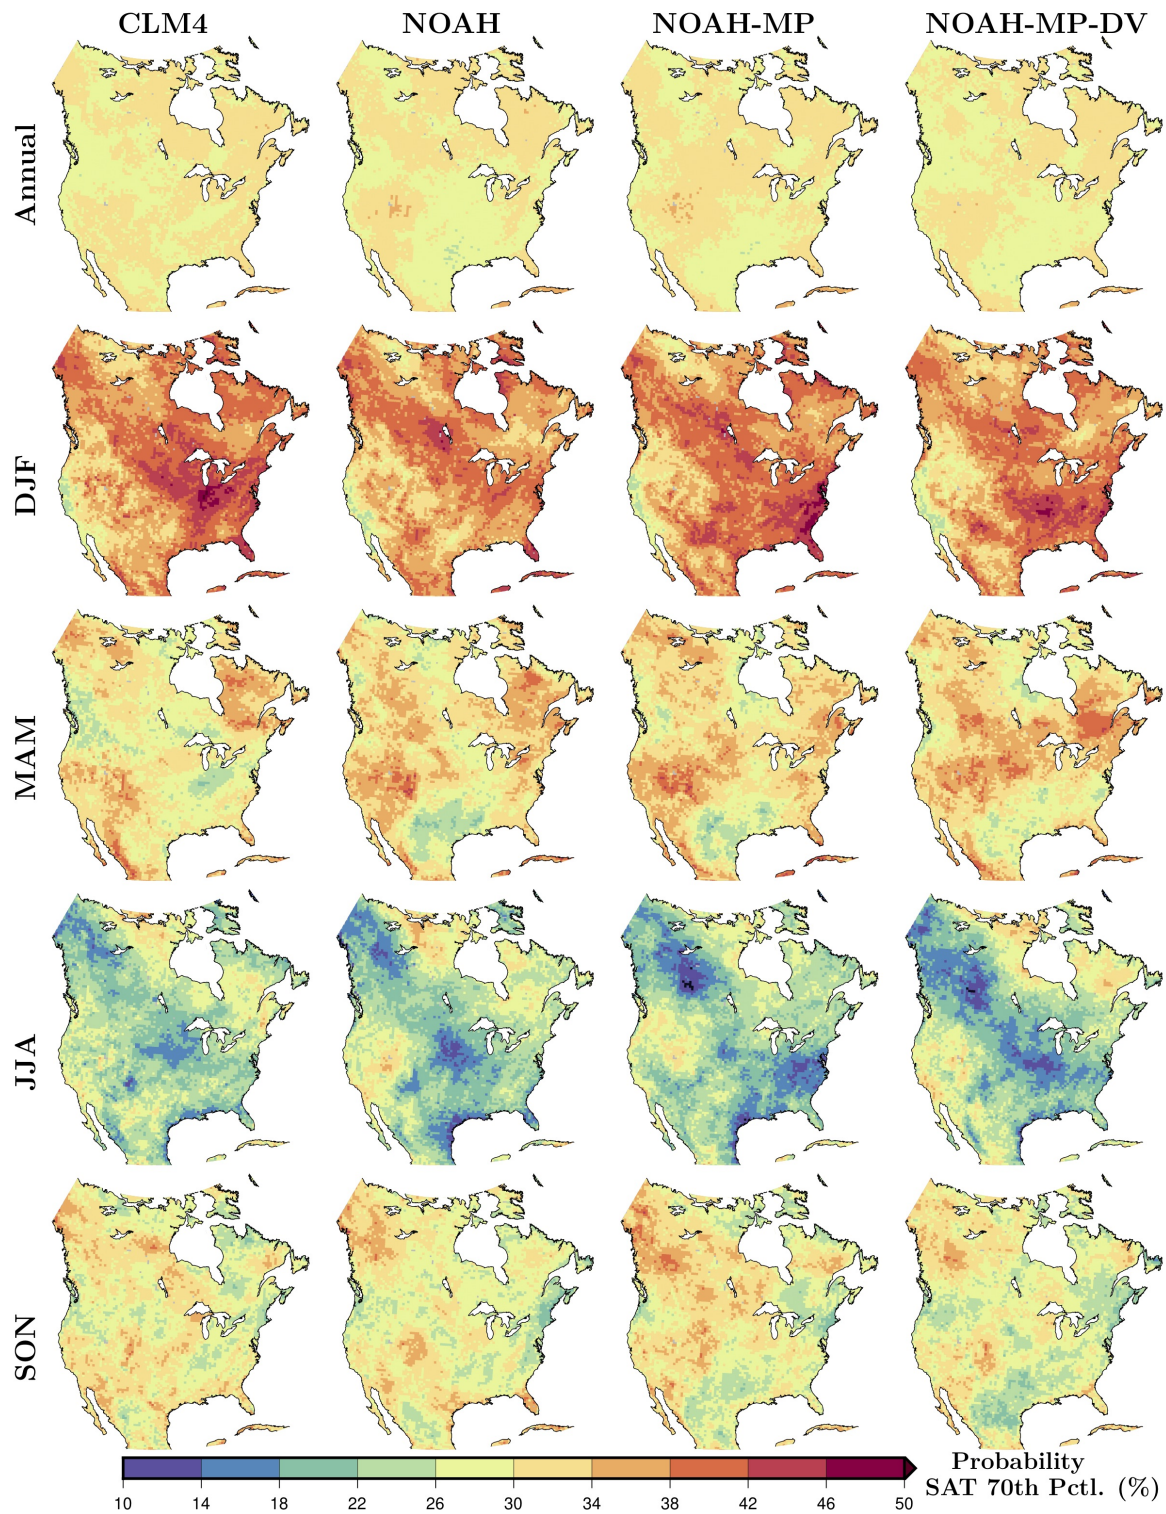 CLM4 NOAH NOAH-MP NOAH-MP-DV
Annual
DJF
MAM
JJA
SON
10 14 18 22 26 30 34 38 42 46 50
Probability
SAT 70th Pctl. (%)